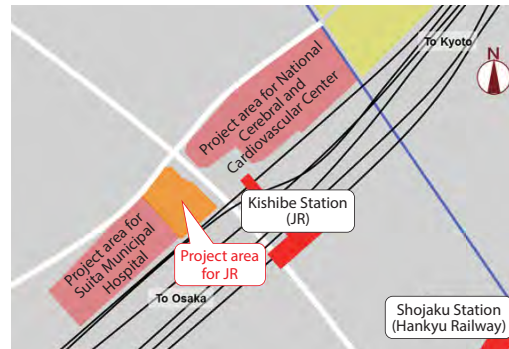 To Kyoto
N
Project area for National
Cerebral and
Cardiovascular Center
Kishibe Station
(JR)
Project area for
Suita Municipal
Hospital
Project area
for JR
To Osaka
Shojaku Station
(Hankyu Railway)